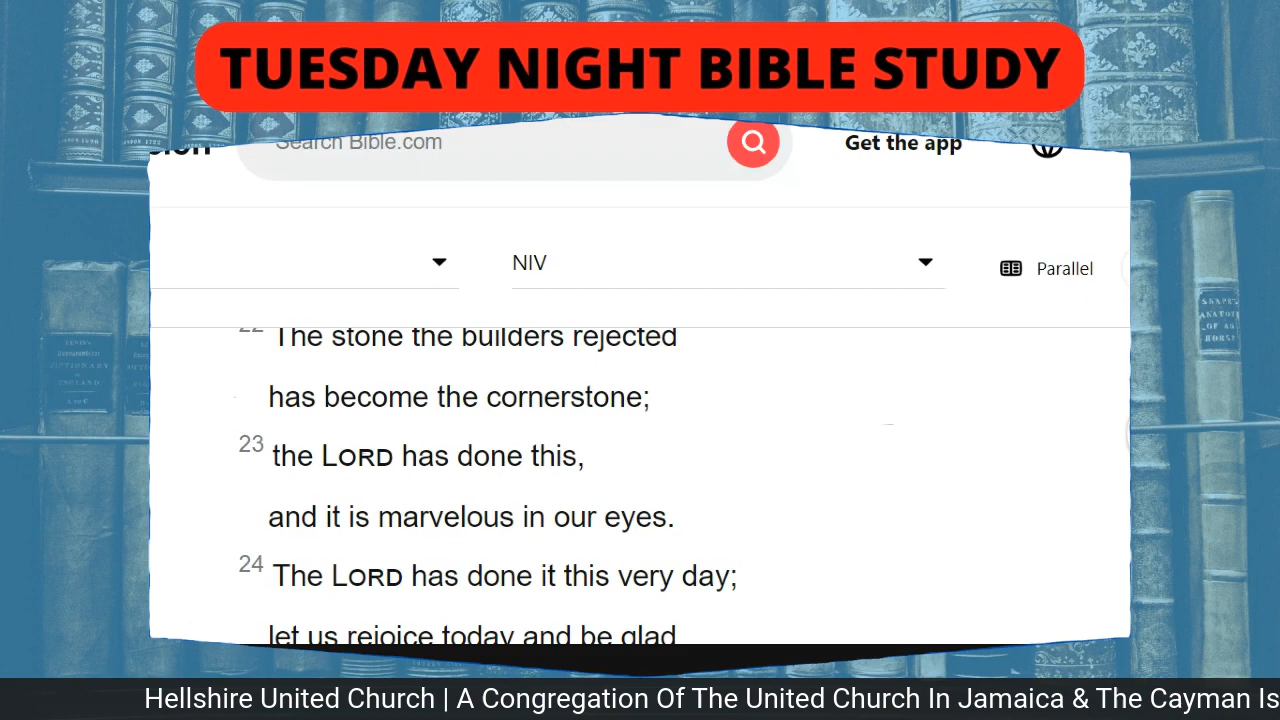 TUESDAY NIGHT BIBLE STUDY
Search Bible.com
Get the app
NIV
Parallel
22 The stone the builders rejected
has become the cornerstone;
23 the LORD has done this,
and it is marvelous in our eyes.
24 The LORD has done it this very day;
let us rejoice today and be glad
Hellshire United Church | A Congregation Of The United Church In Jamaica & The Cayman Is